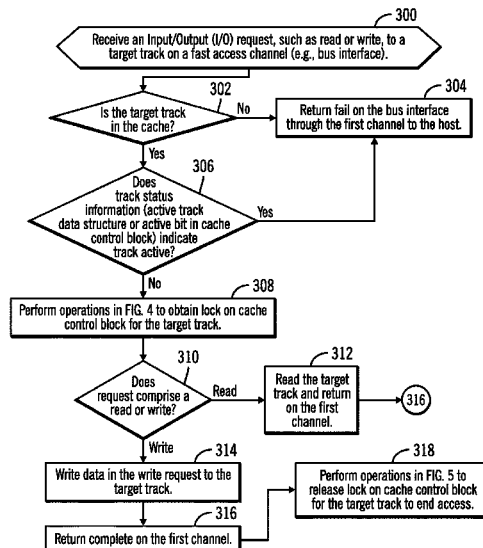 300
Receive an Input/Output (I/O) request, such as read or write, to a
target track on a fast access channel (e.g., bus interface).
302
Is the target track
in the cache?
No
304
Return fail on the bus interface
through the first channel to the host.
Yes
306
Does
track status
information (active track
data structure or active bit in cache
control block) indicate
track active?
Yes
No
308
Perform operations in FIG. 4 to obtain lock on cache
control block for the target track.
310
Does
request comprise a
read or write?
Read
312
Read the target
track and return
on the first
channel.
316
Write
314
Write data in the write request to the
target track.
316
Return complete on the first channel.
318
Perform operations in FIG. 5 to
release lock on cache control block
for the target track to end access.